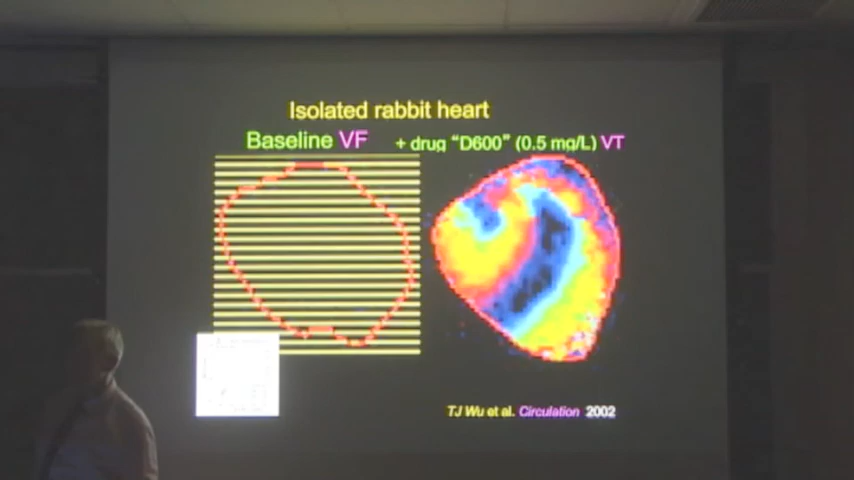 Isolated rabbit heart
Baseline VF
+ drug "D600" (0.5 mg/L) VT
TJ Wu et al. Circulation 2002